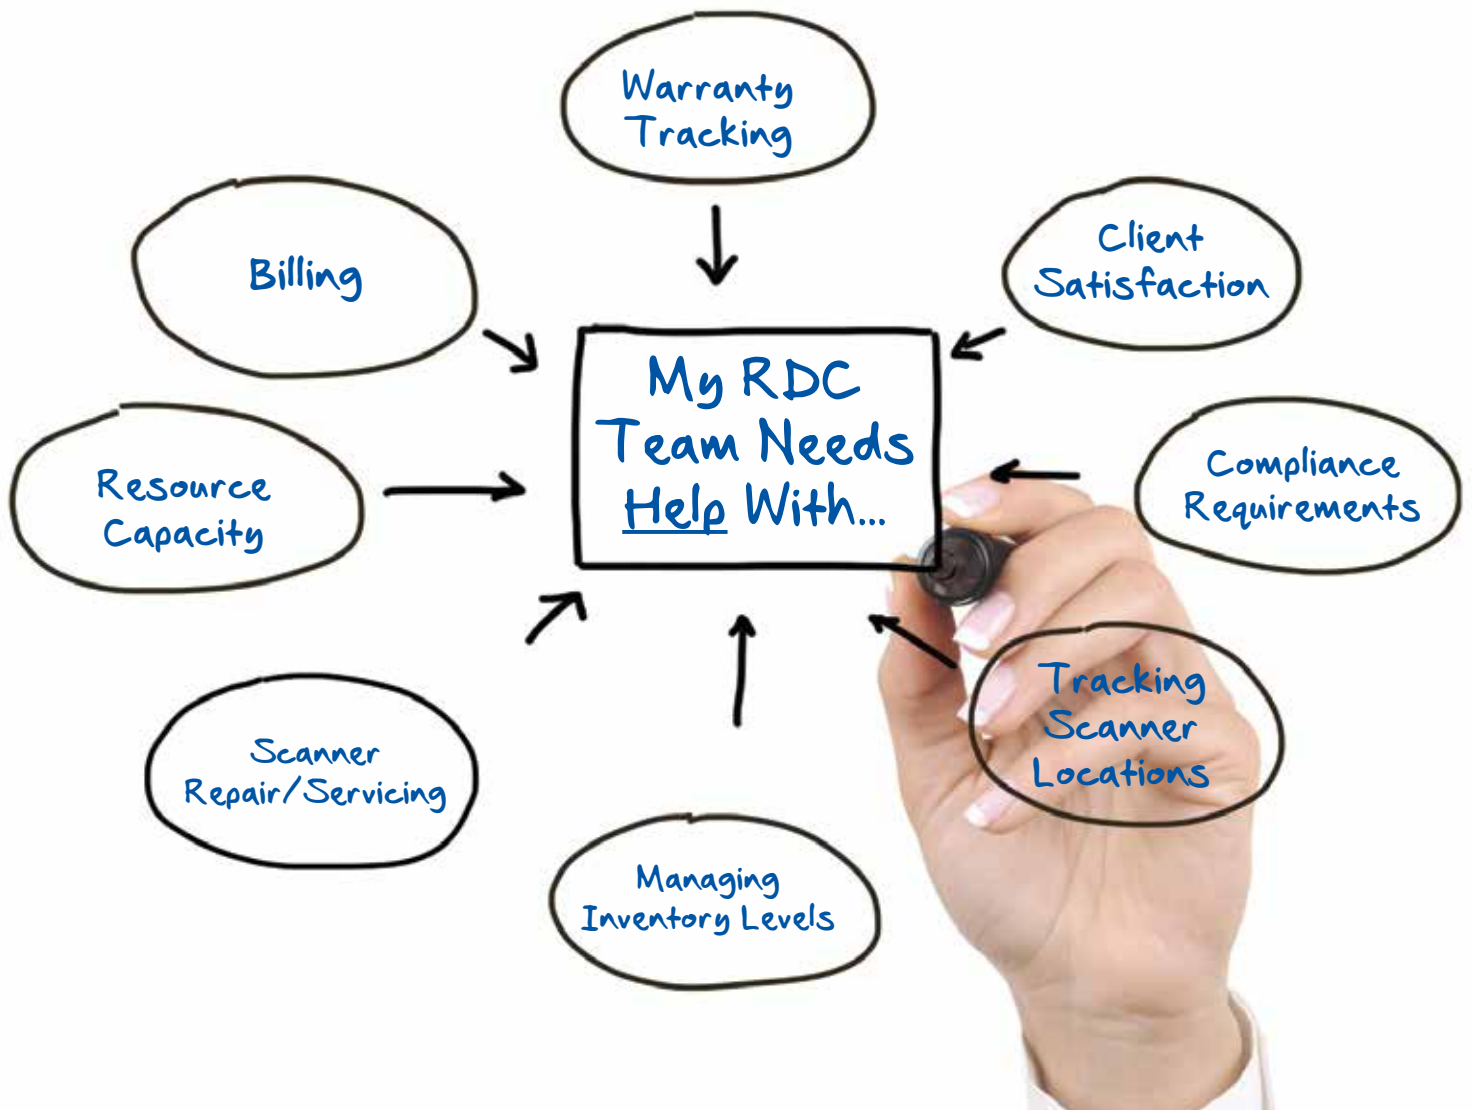 Warranty
Tracking
Client
Satisfaction
Billing
My RDC
Team Needs
Help With...
Compliance
Requirements
Resource
Capacity
Tracking
Scanner
Locations
Scanner
Repair/Servicing
Managing
Inventory Levels